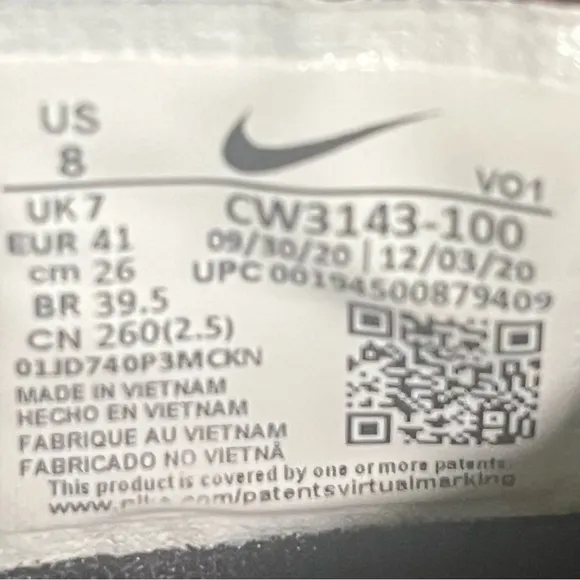 US
8
VO1
UK 7
CW3143-100
EUR 41
09/30/20 | 12/03/20
cm 26
UPC 00194500879409
BR 39.5
CN 260(2.5)
01JD740P3MCKN
MADE IN VIETNAM
HECHO EN VIETNAM
FABRIQUE AU VIETNAM
FABRICADO NO VIETNÃ
This product is covered by one or more patents.
/patentsvirtualmarking